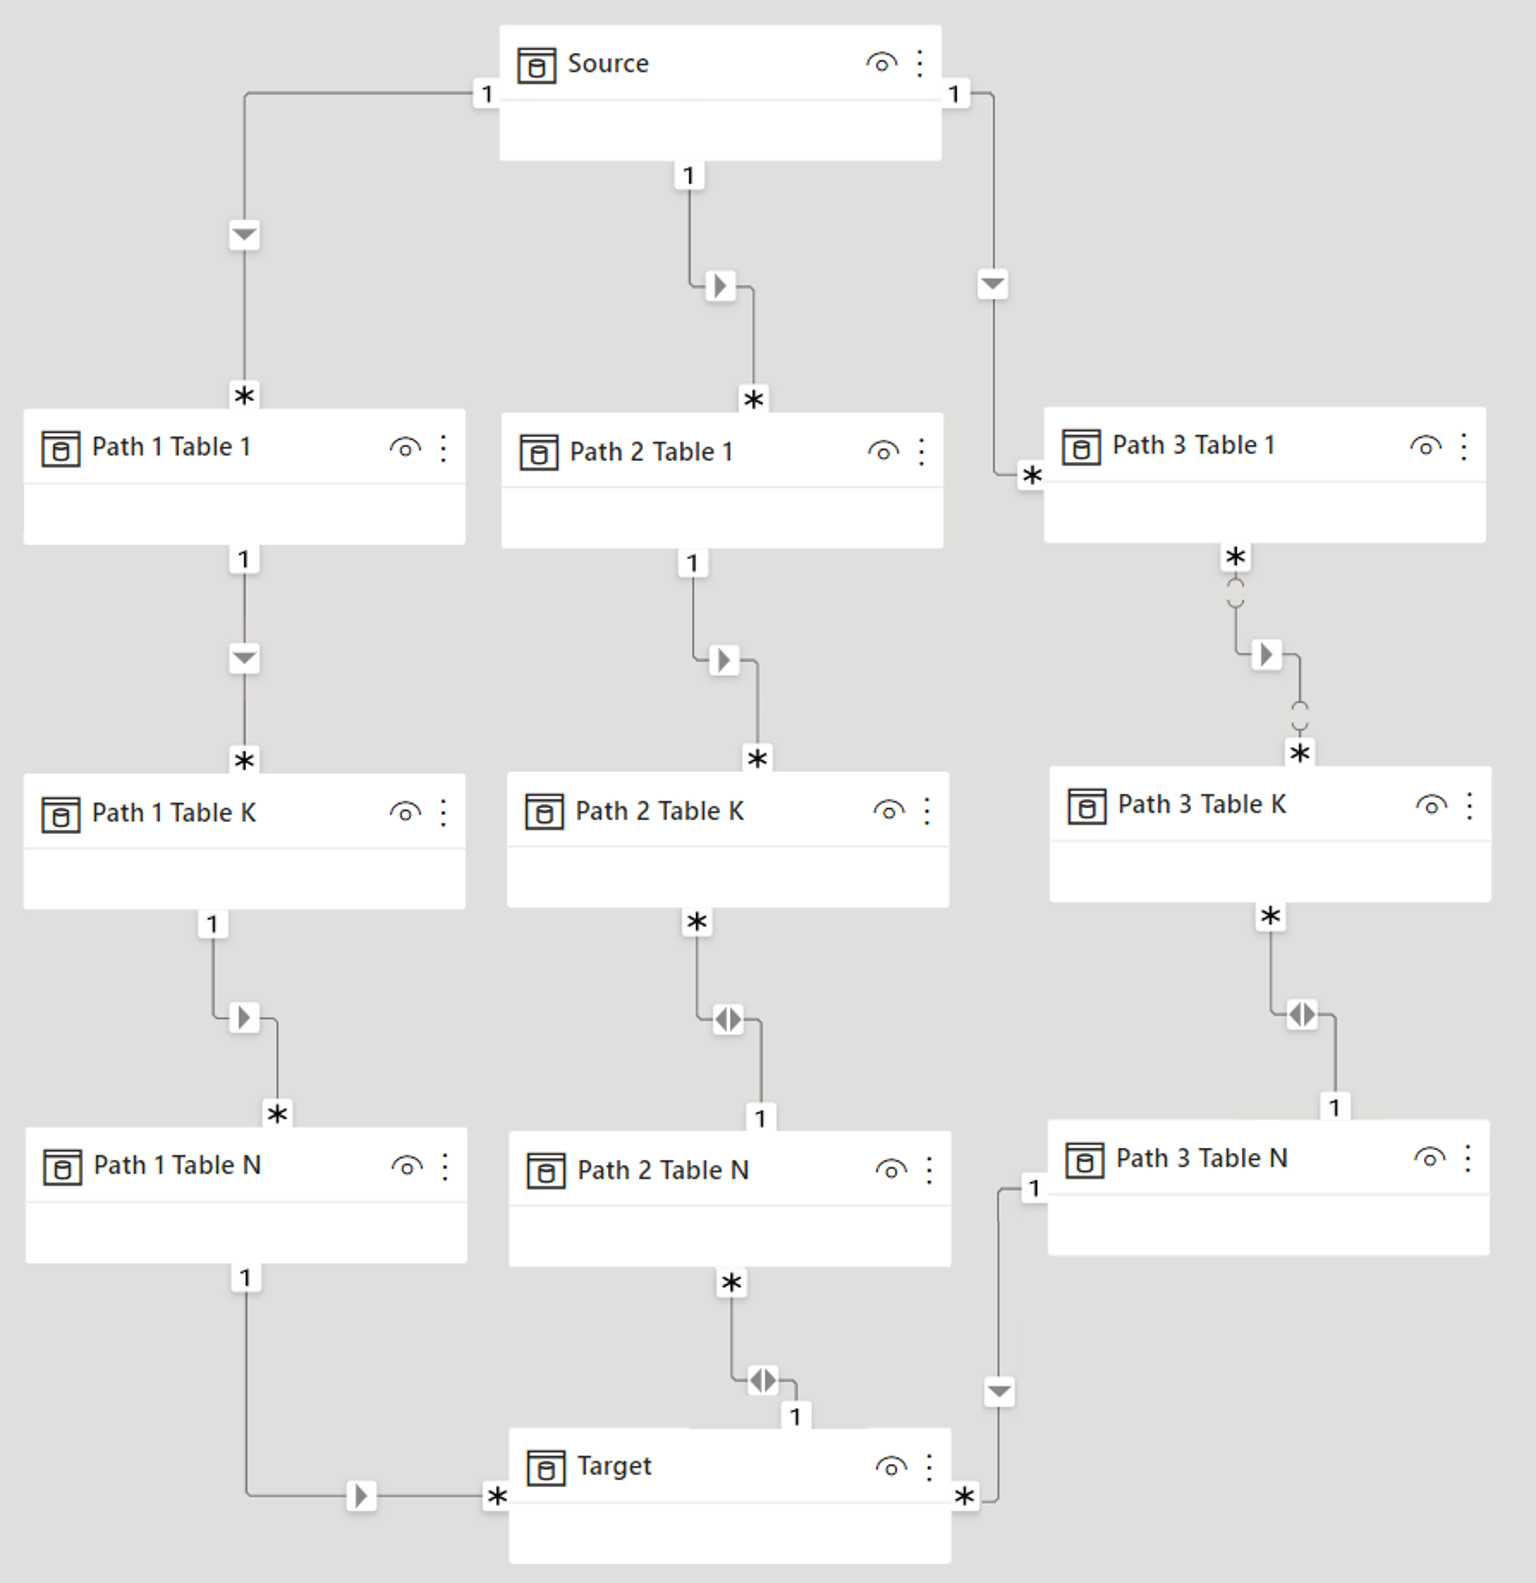 Source
1
1
1
*
*
Path 1 Table 1
Path 2 Table 1
Path 3 Table 1
*
1
1
*
*
*
*
Path 1 Table K
Path 2 Table K
Path 3 Table K
1
*
*
*
1
1
Path 1 Table N
Path 2 Table N
Path 3 Table N
1
1
*
1
Target
*
*